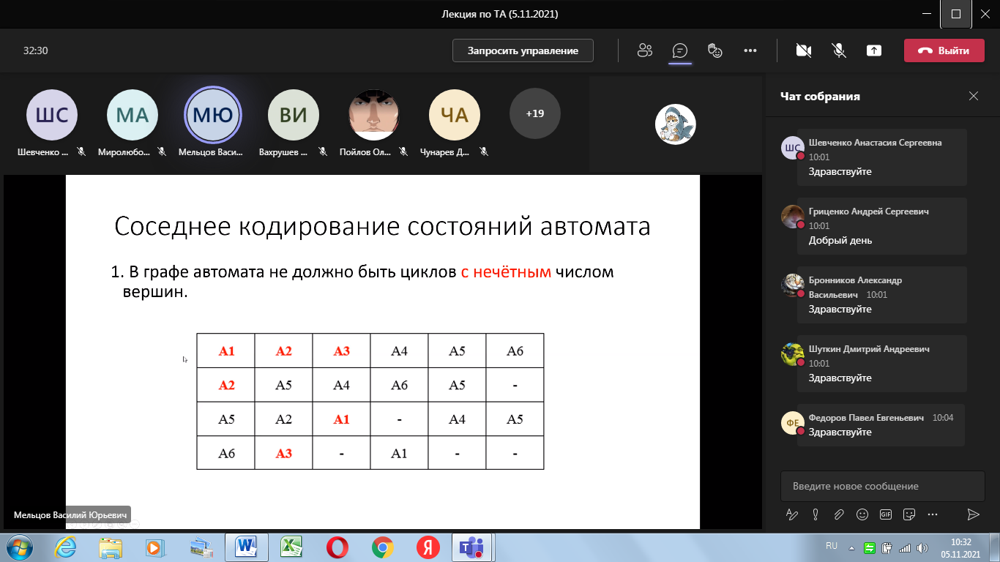 Лекция по ТА (5.11.2021)
32:30
Запросить управление
Выйти
ШС
МА
МЮ
ВИ
ЧА
+19
Шевченко ...
Миролюбо...
Мельцов Васи...
Вахрушев ...
Пойлов Ол...
Чунарев Д...
Соседнее кодирование состояний автомата
1. В графе автомата не должно быть циклов с нечётным числом
вершин.
A1 A2 A3 A4 A5 A6
A2 A5 A4 A6 A5 -
A5 A2 A1 - A4 A5
A6 A3 - A1 - -
Мельцов Василий Юрьевич
Чат собрания
ШС
Шевченко Анастасия Сергеевна
10:01
Здравствуйте
Гриценко Андрей Сергеевич
10:01
Добрый день
Бронников Александр
Васильевич 10:01
Здравствуйте
Шуткин Дмитрий Андреевич
10:01
Здравствуйте
ФЕ
Федоров Павел Евгеньевич 10:04
Здравствуйте
Введите новое сообщение
GIF
RU
10:32
05.11.2021